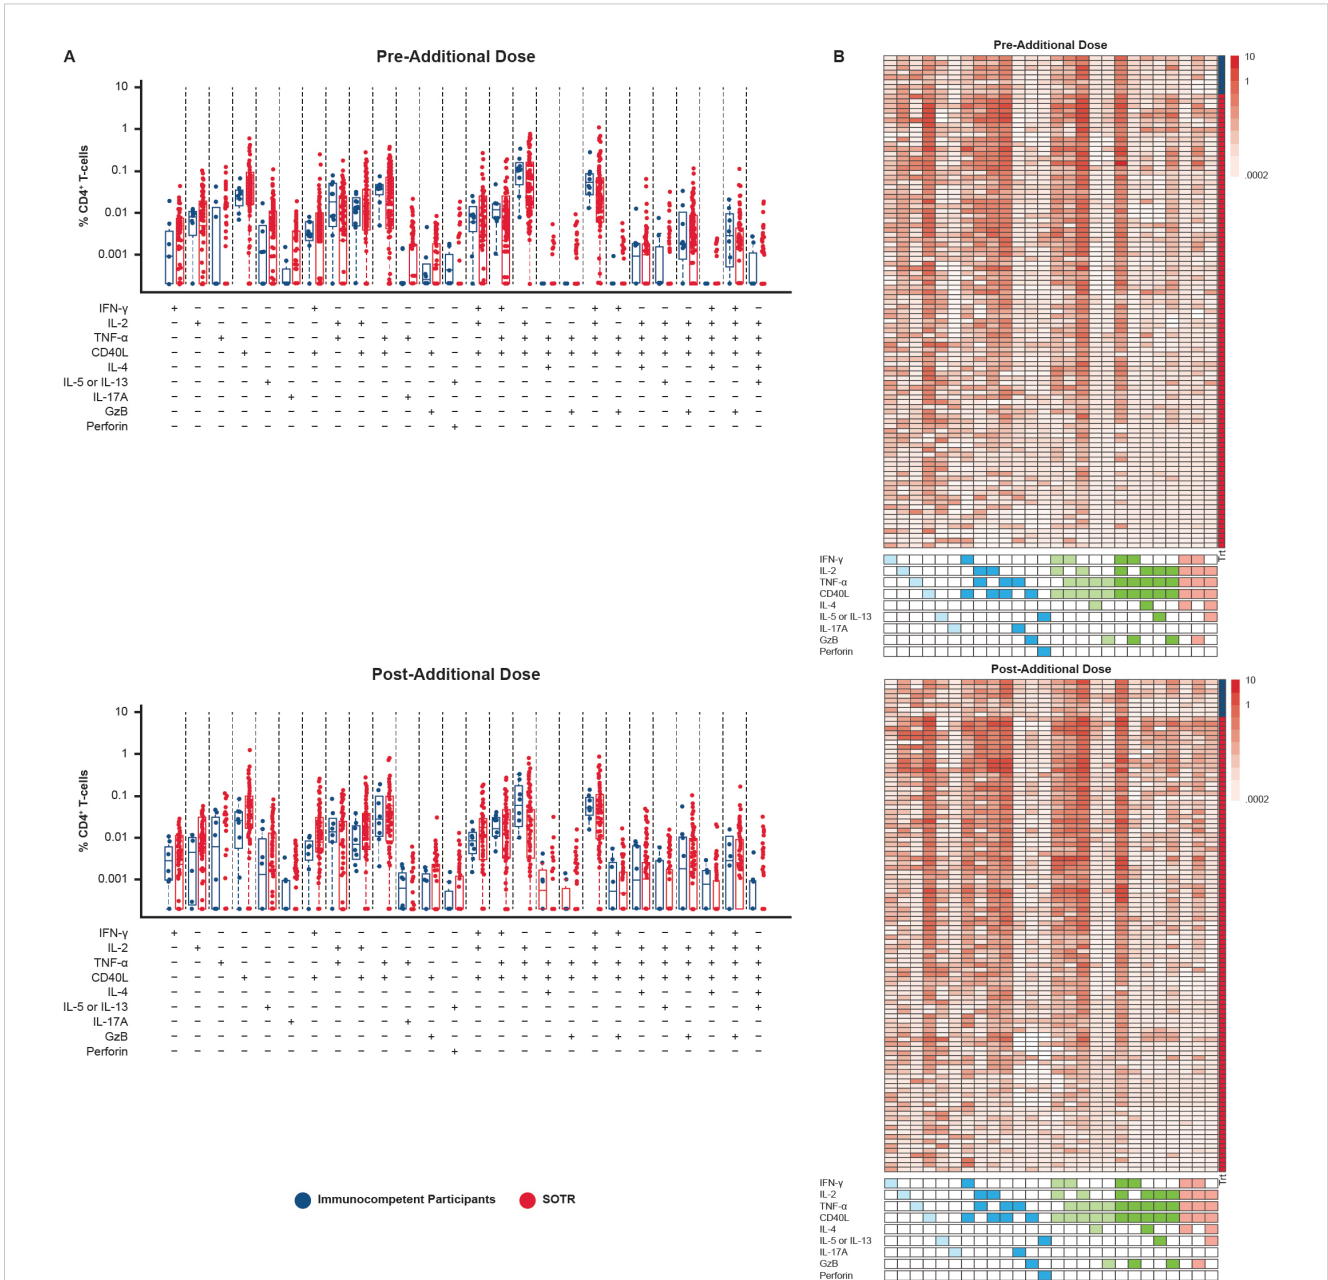 A
Pre-Additional Dose
% CD4+ T-cells
10
1
0.1
0.01
0.001
IFN-γ + − − − − − + − − − − − − + + − − − + + − − − + + −
IL-2 − + − − − − − + + − − − − + − + − − + − + + + − − +
TNF-α − − + − − − − + − + + − − − + + + + + + + + + + + +
CD40L − − − + − − + − + + − + − + + + + + + + + + + + + +
IL-4 − − − − − − − − − − − − − − − − + − − − + − − + − +
IL-5 or IL-13 − − − − + − − − − − − − + − − − − − − − − + − − − +
IL-17A − − − − − + − − − − + − − − − − − − − − − − − − − −
GzB − − − − − − − − − − − + − − − − − + − + − − + − + −
Perforin − − − − − − − − − − − − + − − − − − − − − − − − − −
Post-Additional Dose
% CD4+ T-cells
10
1
0.1
0.01
0.001
IFN-γ + − − − − − + − − − − − − + + − − − + + − − − + + −
IL-2 − + − − − − − + + − − − − + − + − − + − + + + − − +
TNF-α − − + − − − − + − + + − − − + + + + + + + + + + + +
CD40L − − − + − − + − + + − + − + + + + + + + + + + + + +
IL-4 − − − − − − − − − − − − − − − − + − − − + − − + − +
IL-5 or IL-13 − − − − + − − − − − − − + − − − − − − − − + − − − +
IL-17A − − − − − + − − − − + − − − − − − − − − − − − − − −
GzB − − − − − − − − − − − + − − − − − + − + − − + − + −
Perforin − − − − − − − − − − − − + − − − − − − − − − − − − −
Immunocompetent Participants
SOTR
B
Pre-Additional Dose
10
1
.0002
Trt
IFN-γ
IL-2
TNF-α
CD40L
IL-4
IL-5 or IL-13
IL-17A
GzB
Perforin
Post-Additional Dose
10
1
.0002
Trt
IFN-γ
IL-2
TNF-α
CD40L
IL-4
IL-5 or IL-13
IL-17A
GzB
Perforin